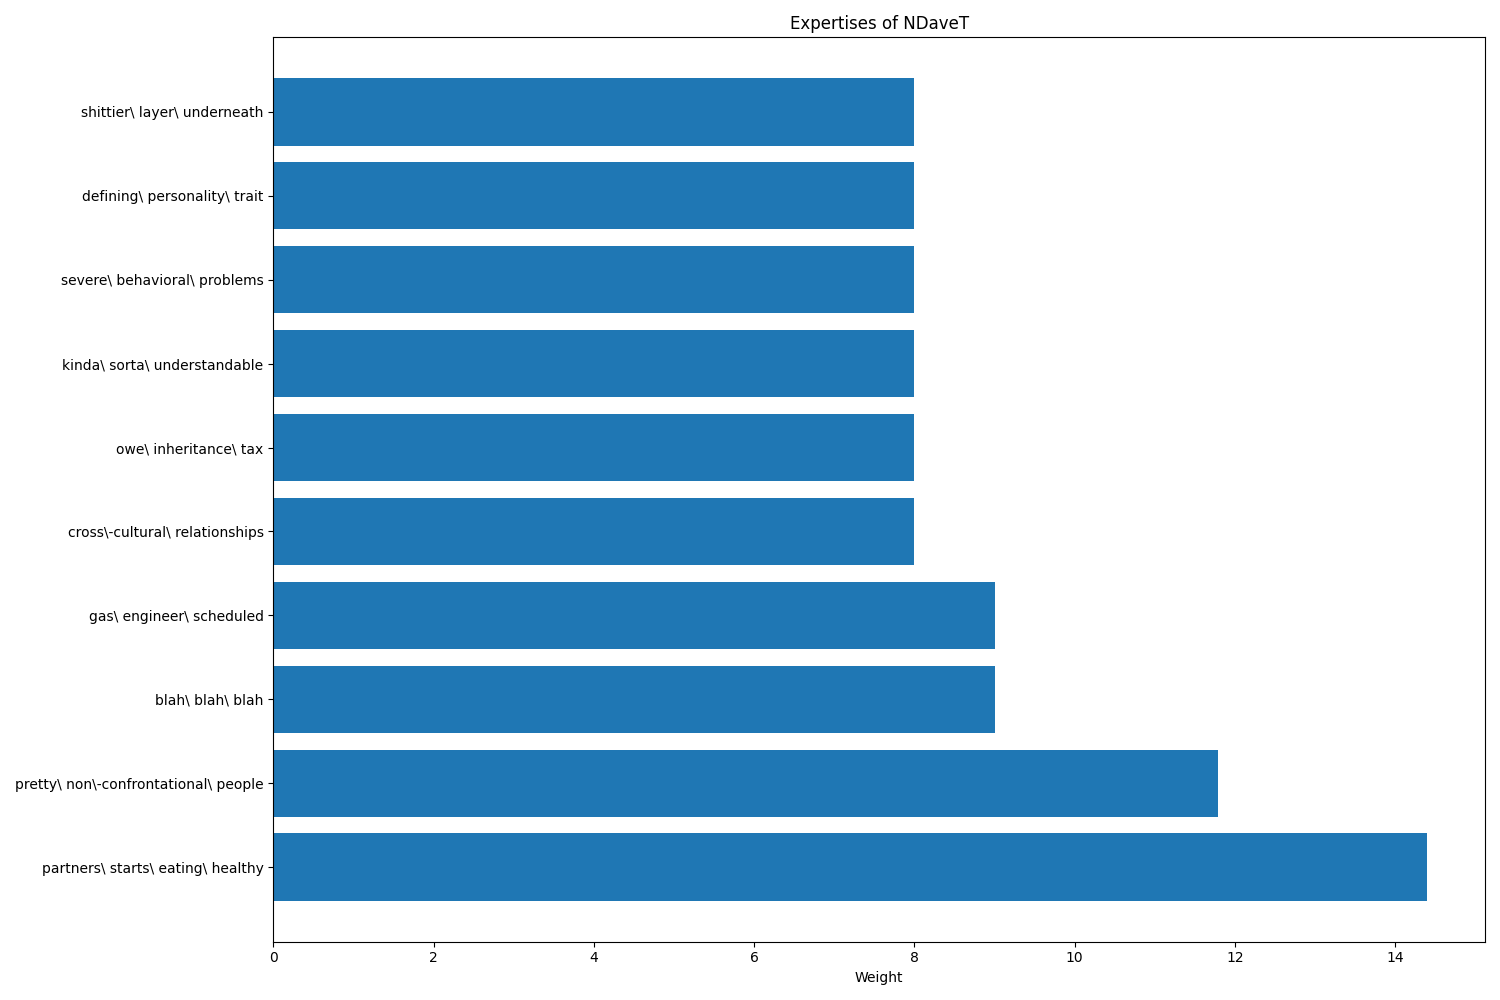 Expertises of NDaveT
shittier\ layer\ underneath
defining\ personality\ trait
severe\ behavioral\ problems
kinda\ sorta\ understandable
owe\ inheritance\ tax
cross\-cultural\ relationships
gas\ engineer\ scheduled
blah\ blah\ blah
pretty\ non\-confrontational\ people
partners\ starts\ eating\ healthy
0 2 4 6 8 10 12 14
Weight